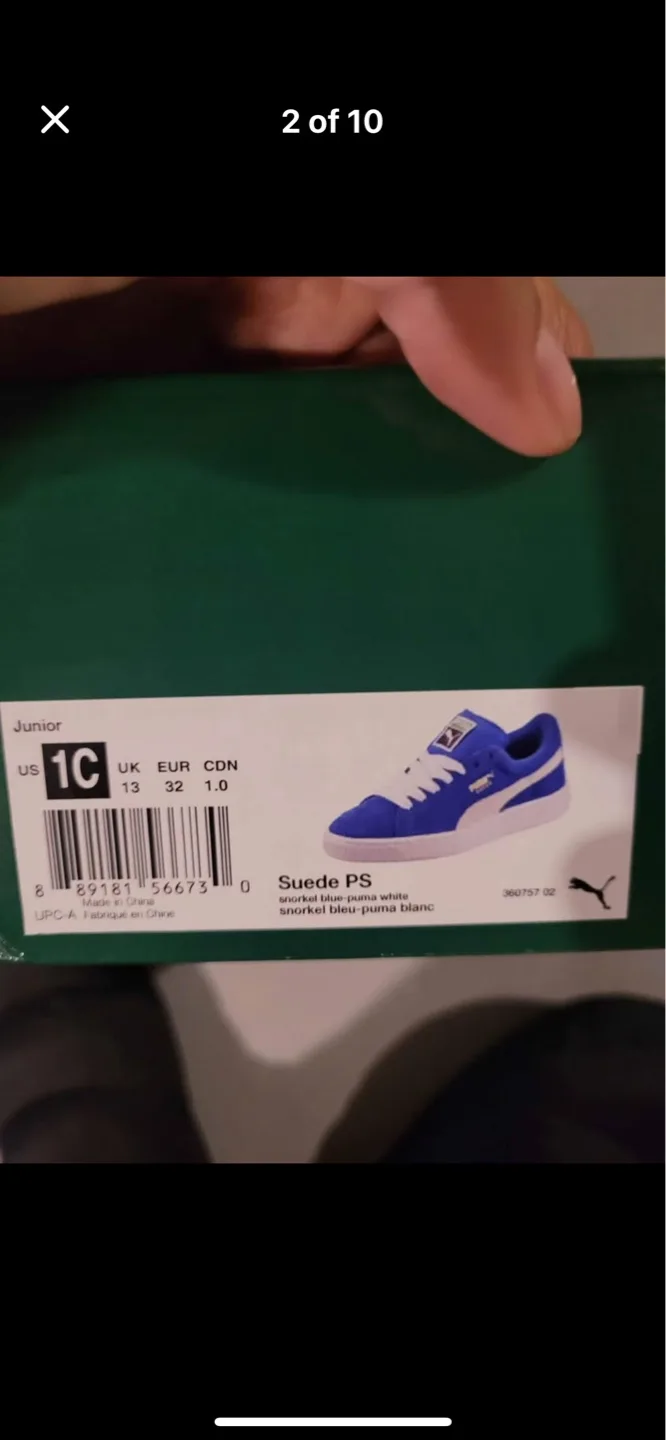 2 of 10
Junior
US 1C UK EUR CDN
13 32 1.0
8 89181 56673 0
Made in China
UPC-A Fabriqué en Chine
Suede PS
snorkel blue-puma white
snorkel bleu-puma blanc
360757 02